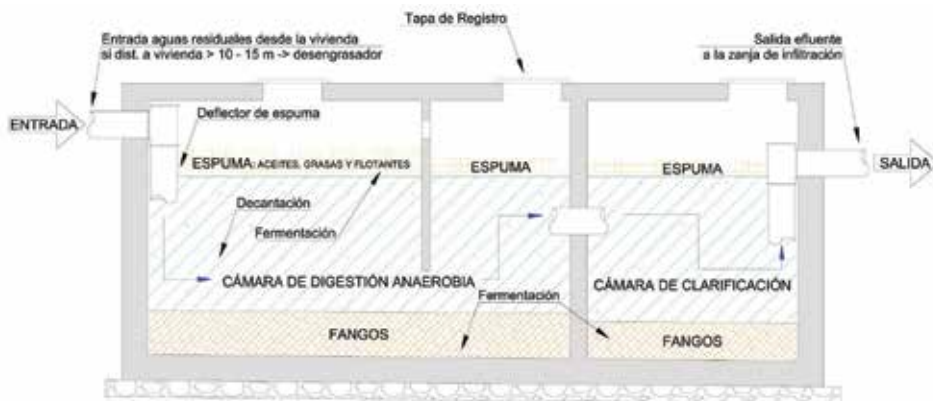 Tapa de Registro
Entrada aguas residuales desde la vivienda
si dist. a vivienda > 10 - 15 m -> desengrasador
Salida efluente
a la zanja de infiltración
ENTRADA
Deflector de espuma
ESPUMA: ACEITES, GRASAS Y FLOTANTES
ESPUMA
ESPUMA
SALIDA
Decantación
Fermentación
CÁMARA DE DIGESTIÓN ANAEROBIA
CÁMARA DE CLARIFICACIÓN
Fermentación
FANGOS
FANGOS